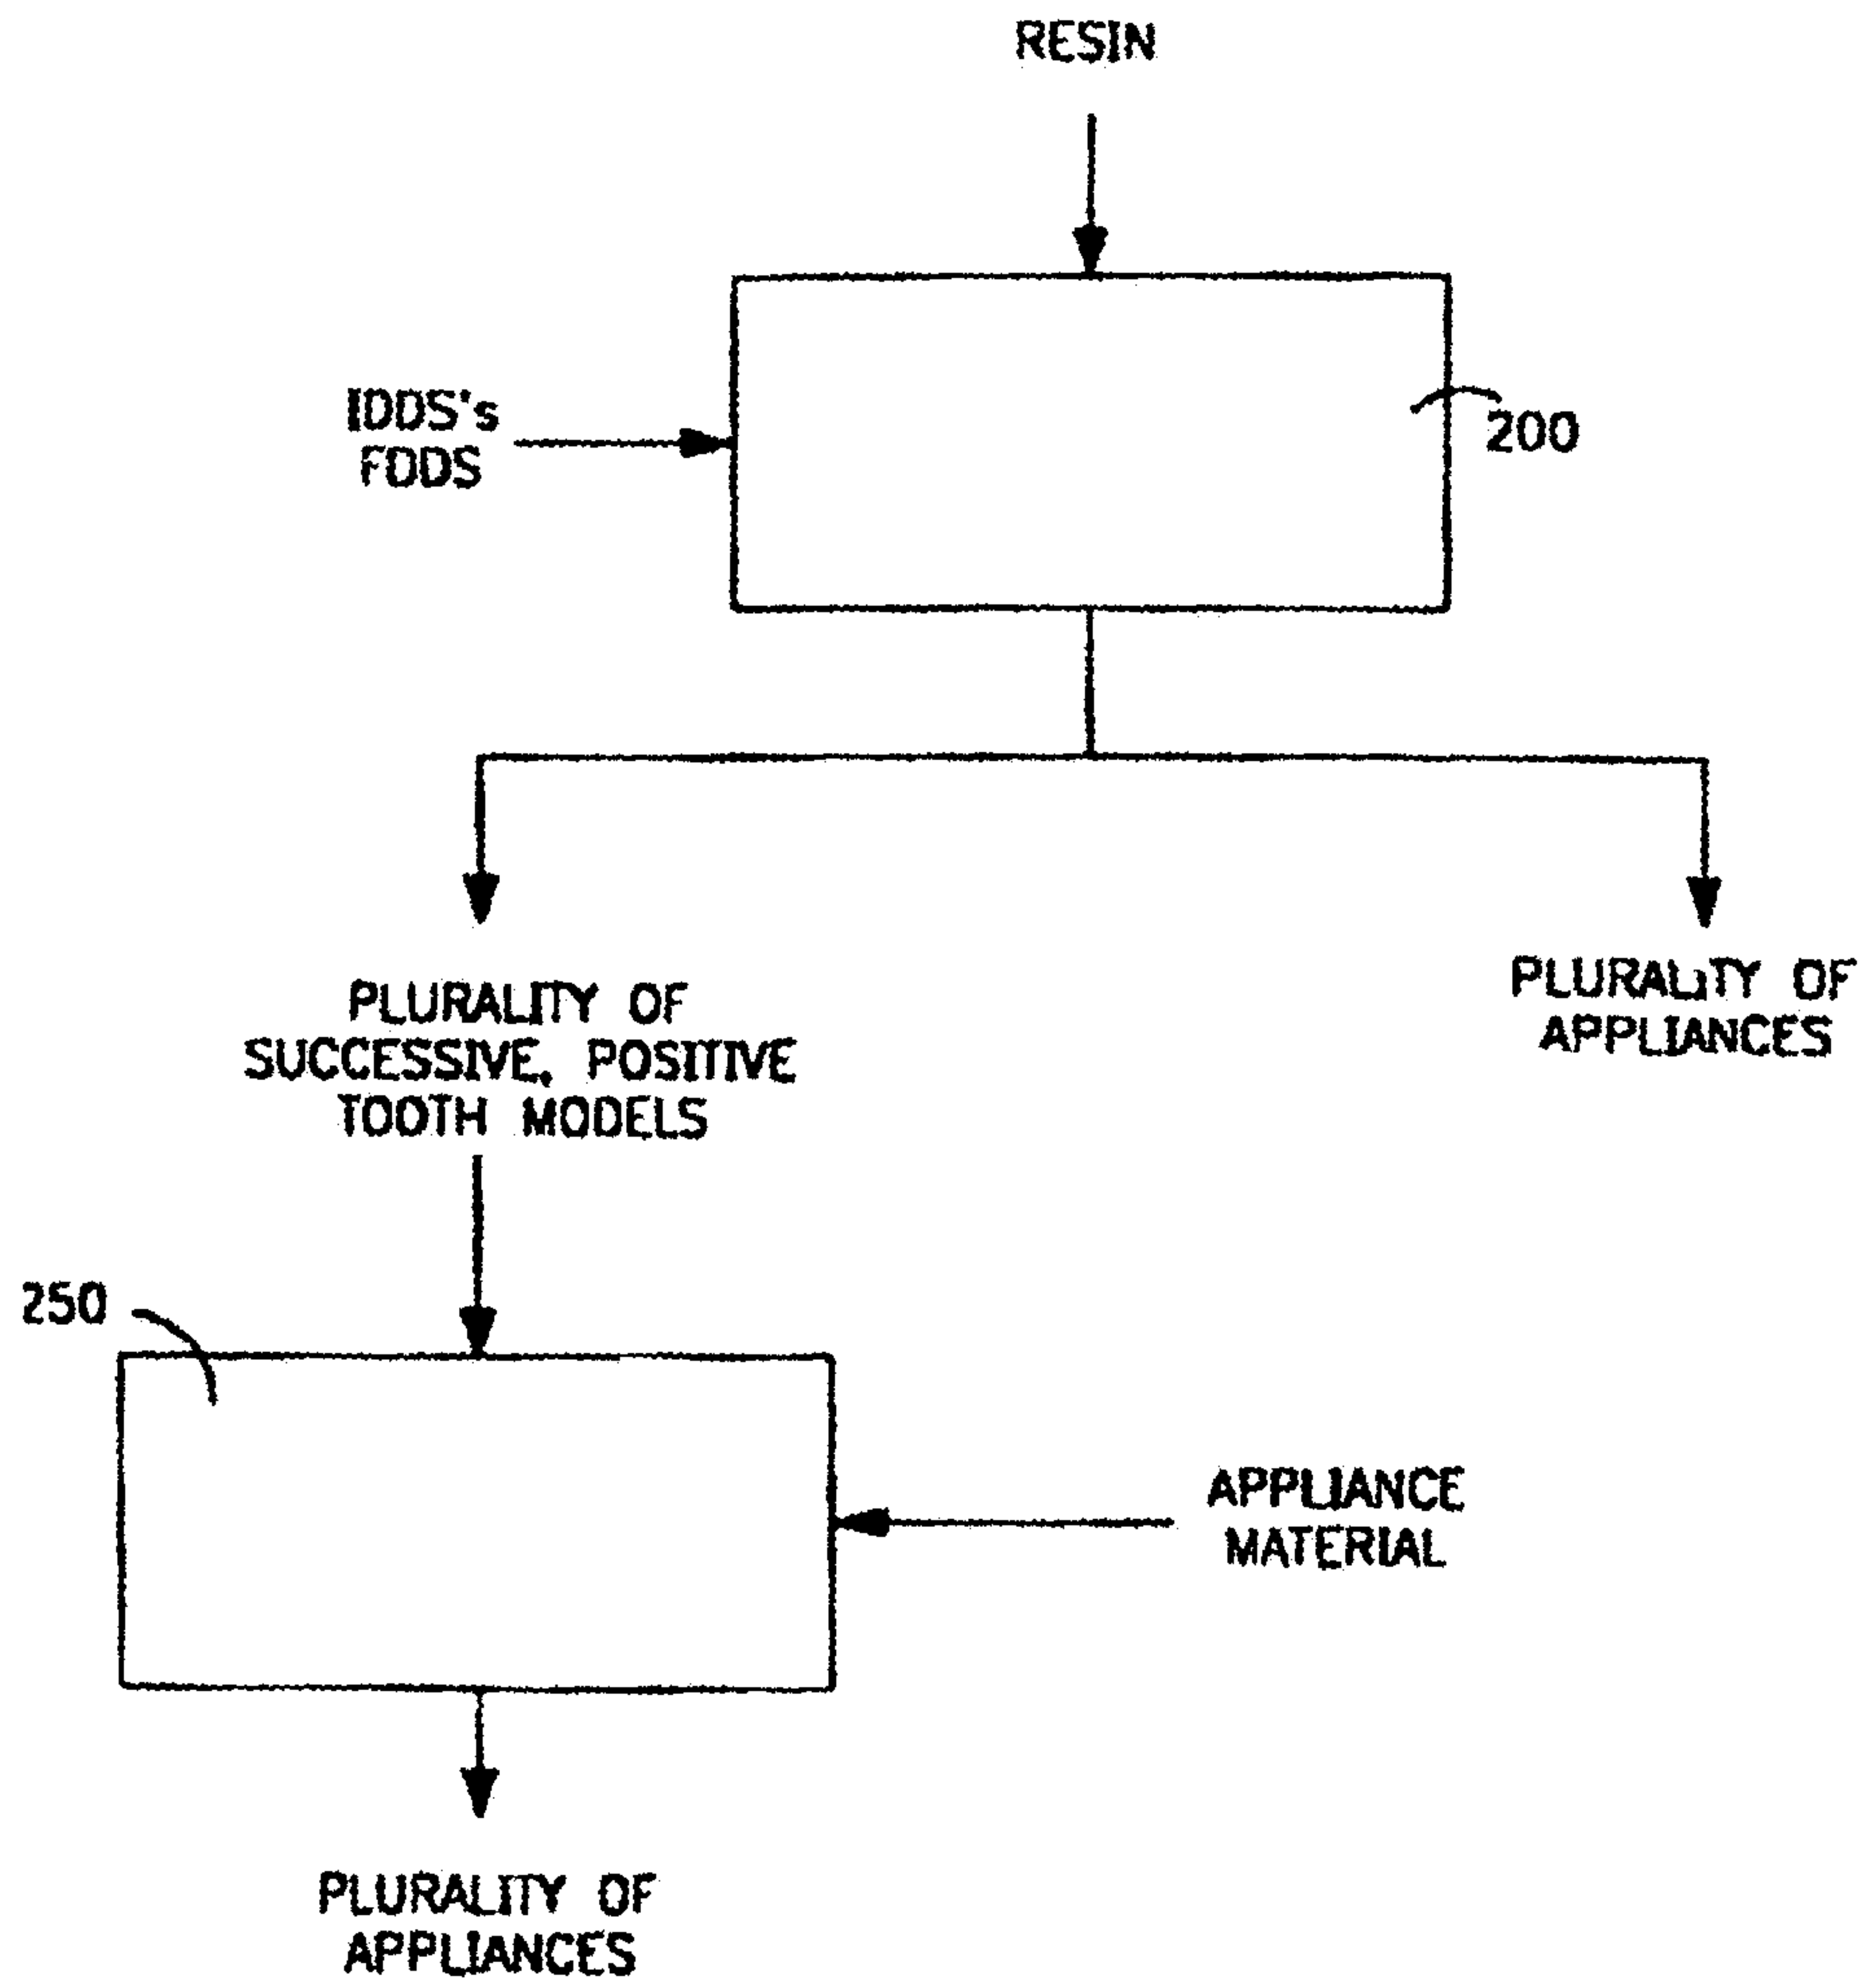 RESIN
IDDS's
FDDS
200
PLURALITY OF
SUCCESSIVE, POSITIVE
TOOTH MODELS
PLURALITY OF
APPLIANCES
250
APPLIANCE
MATERIAL
PLURALITY OF
APPLIANCES